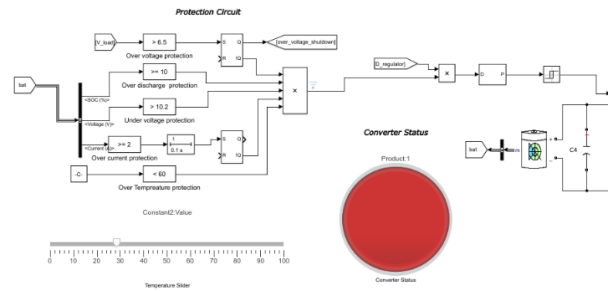 Protection Circuit
[V_load]
> 6.5
S
Q
R
!Q
[over_voltage_shutdown]
Over voltage protection
[D_regulator]
bat
<SOC (%)>
>= 10
Over discharge protection
×
×
D
P
<Voltage (V)>
> 10.2
Under voltage protection
<Current (A)>
>= 2
1
0.1 s
S
Q
R
!Q
Over current protection
Converter Status
bat
+
-
C4
-C-
< 60
Over Tempreature protection
Product:1
Constant2:Value
0 10 20 30 40 50 60 70 80 90 100
Temperature Slider
Converter Status